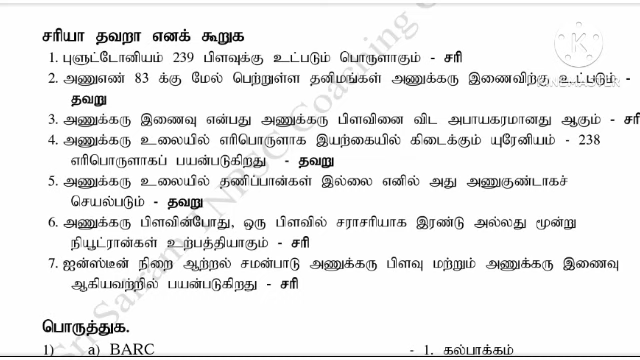 சரியா தவறா எனக் கூறுக
1. புளுட்டோனியம் 239 பிளவுக்கு உட்படும் பொருளாகும் - சரி
2. அணுஎண் 83 க்கு மேல் பெற்றுள்ள தனிமங்கள் அணுக்கரு இணைவிற்கு உட்படும் -
தவறு
3. அணுக்கரு இணைவு என்பது அணுக்கரு பிளவினை விட அபாயகரமானது ஆகும் - சரி
4. அணுக்கரு உலையில் எரிபொருளாக இயற்கையில் கிடைக்கும் யுரேனியம் - 238
எரிபொருளாகப் பயன்படுகிறது - தவறு
5. அணுக்கரு உலையில் தணிப்பான்கள் இல்லை எனில் அது அணுகுண்டாகச்
செயல்படும் - தவறு
6. அணுக்கரு பிளவின்போது, ஒரு பிளவில் சராசரியாக இரண்டு அல்லது மூன்று
நியூட்ரான்கள் உற்பத்தியாகும் - சரி
7. ஐன்ஸ்டீன் நிறை ஆற்றல் சமன்பாடு அணுக்கரு பிளவு மற்றும் அணுக்கரு இணைவு
ஆகியவற்றில் பயன்படுகிறது - சரி
பொருத்துக.
1) a) BARC - 1. கல்பாக்கம்
K
KINEMASTER
TNPSC Coaching